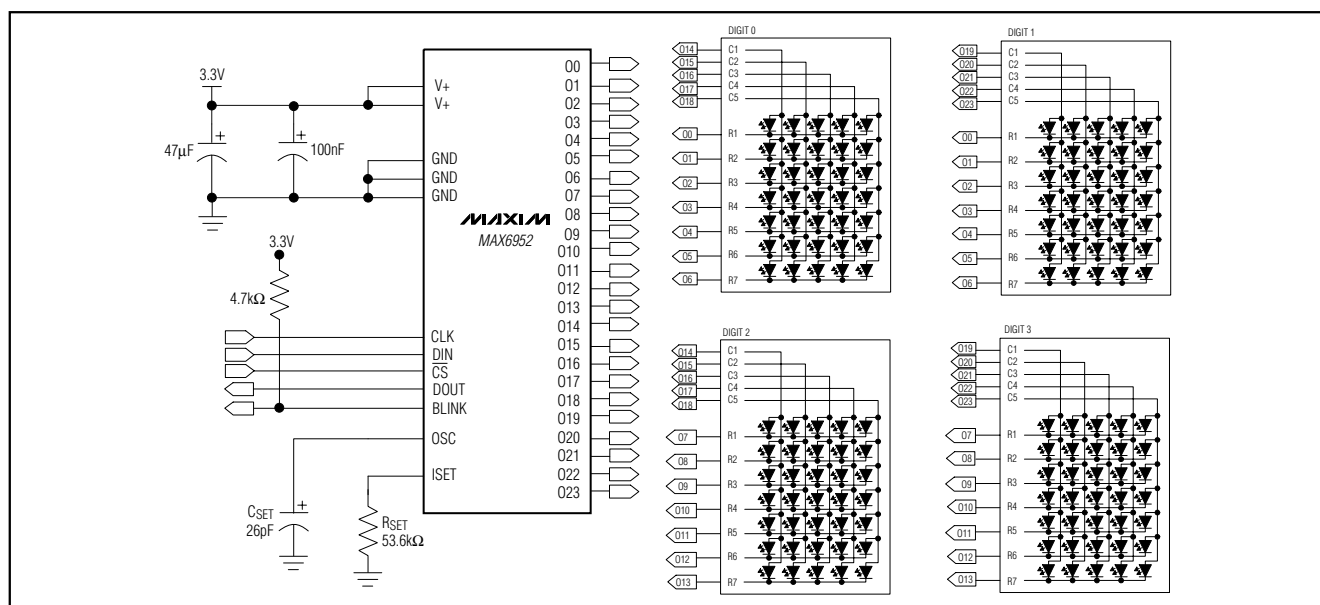 3.3V
47µF
100nF
3.3V
4.7kΩ
CSET
26pF
RSET
53.6kΩ
V+
V+
GND
GND
GND
MAXIM
MAX6952
CLK
DIN
CS
DOUT
BLINK
OSC
ISET
O0
O1
O2
O3
O4
O5
O6
O7
O8
O9
O10
O11
O12
O13
O14
O15
O16
O17
O18
O19
O20
O21
O22
O23
DIGIT 0
O14 C1
O15 C2
O16 C3
O17 C4
O18 C5
O0 R1
O1 R2
O2 R3
O3 R4
O4 R5
O5 R6
O6 R7
DIGIT 1
O19 C1
O20 C2
O21 C3
O22 C4
O23 C5
O0 R1
O1 R2
O2 R3
O3 R4
O4 R5
O5 R6
O6 R7
DIGIT 2
O14 C1
O15 C2
O16 C3
O17 C4
O18 C5
O7 R1
O8 R2
O9 R3
O10 R4
O11 R5
O12 R6
O13 R7
DIGIT 3
O19 C1
O20 C2
O21 C3
O22 C4
O23 C5
O7 R1
O8 R2
O9 R3
O10 R4
O11 R5
O12 R6
O13 R7